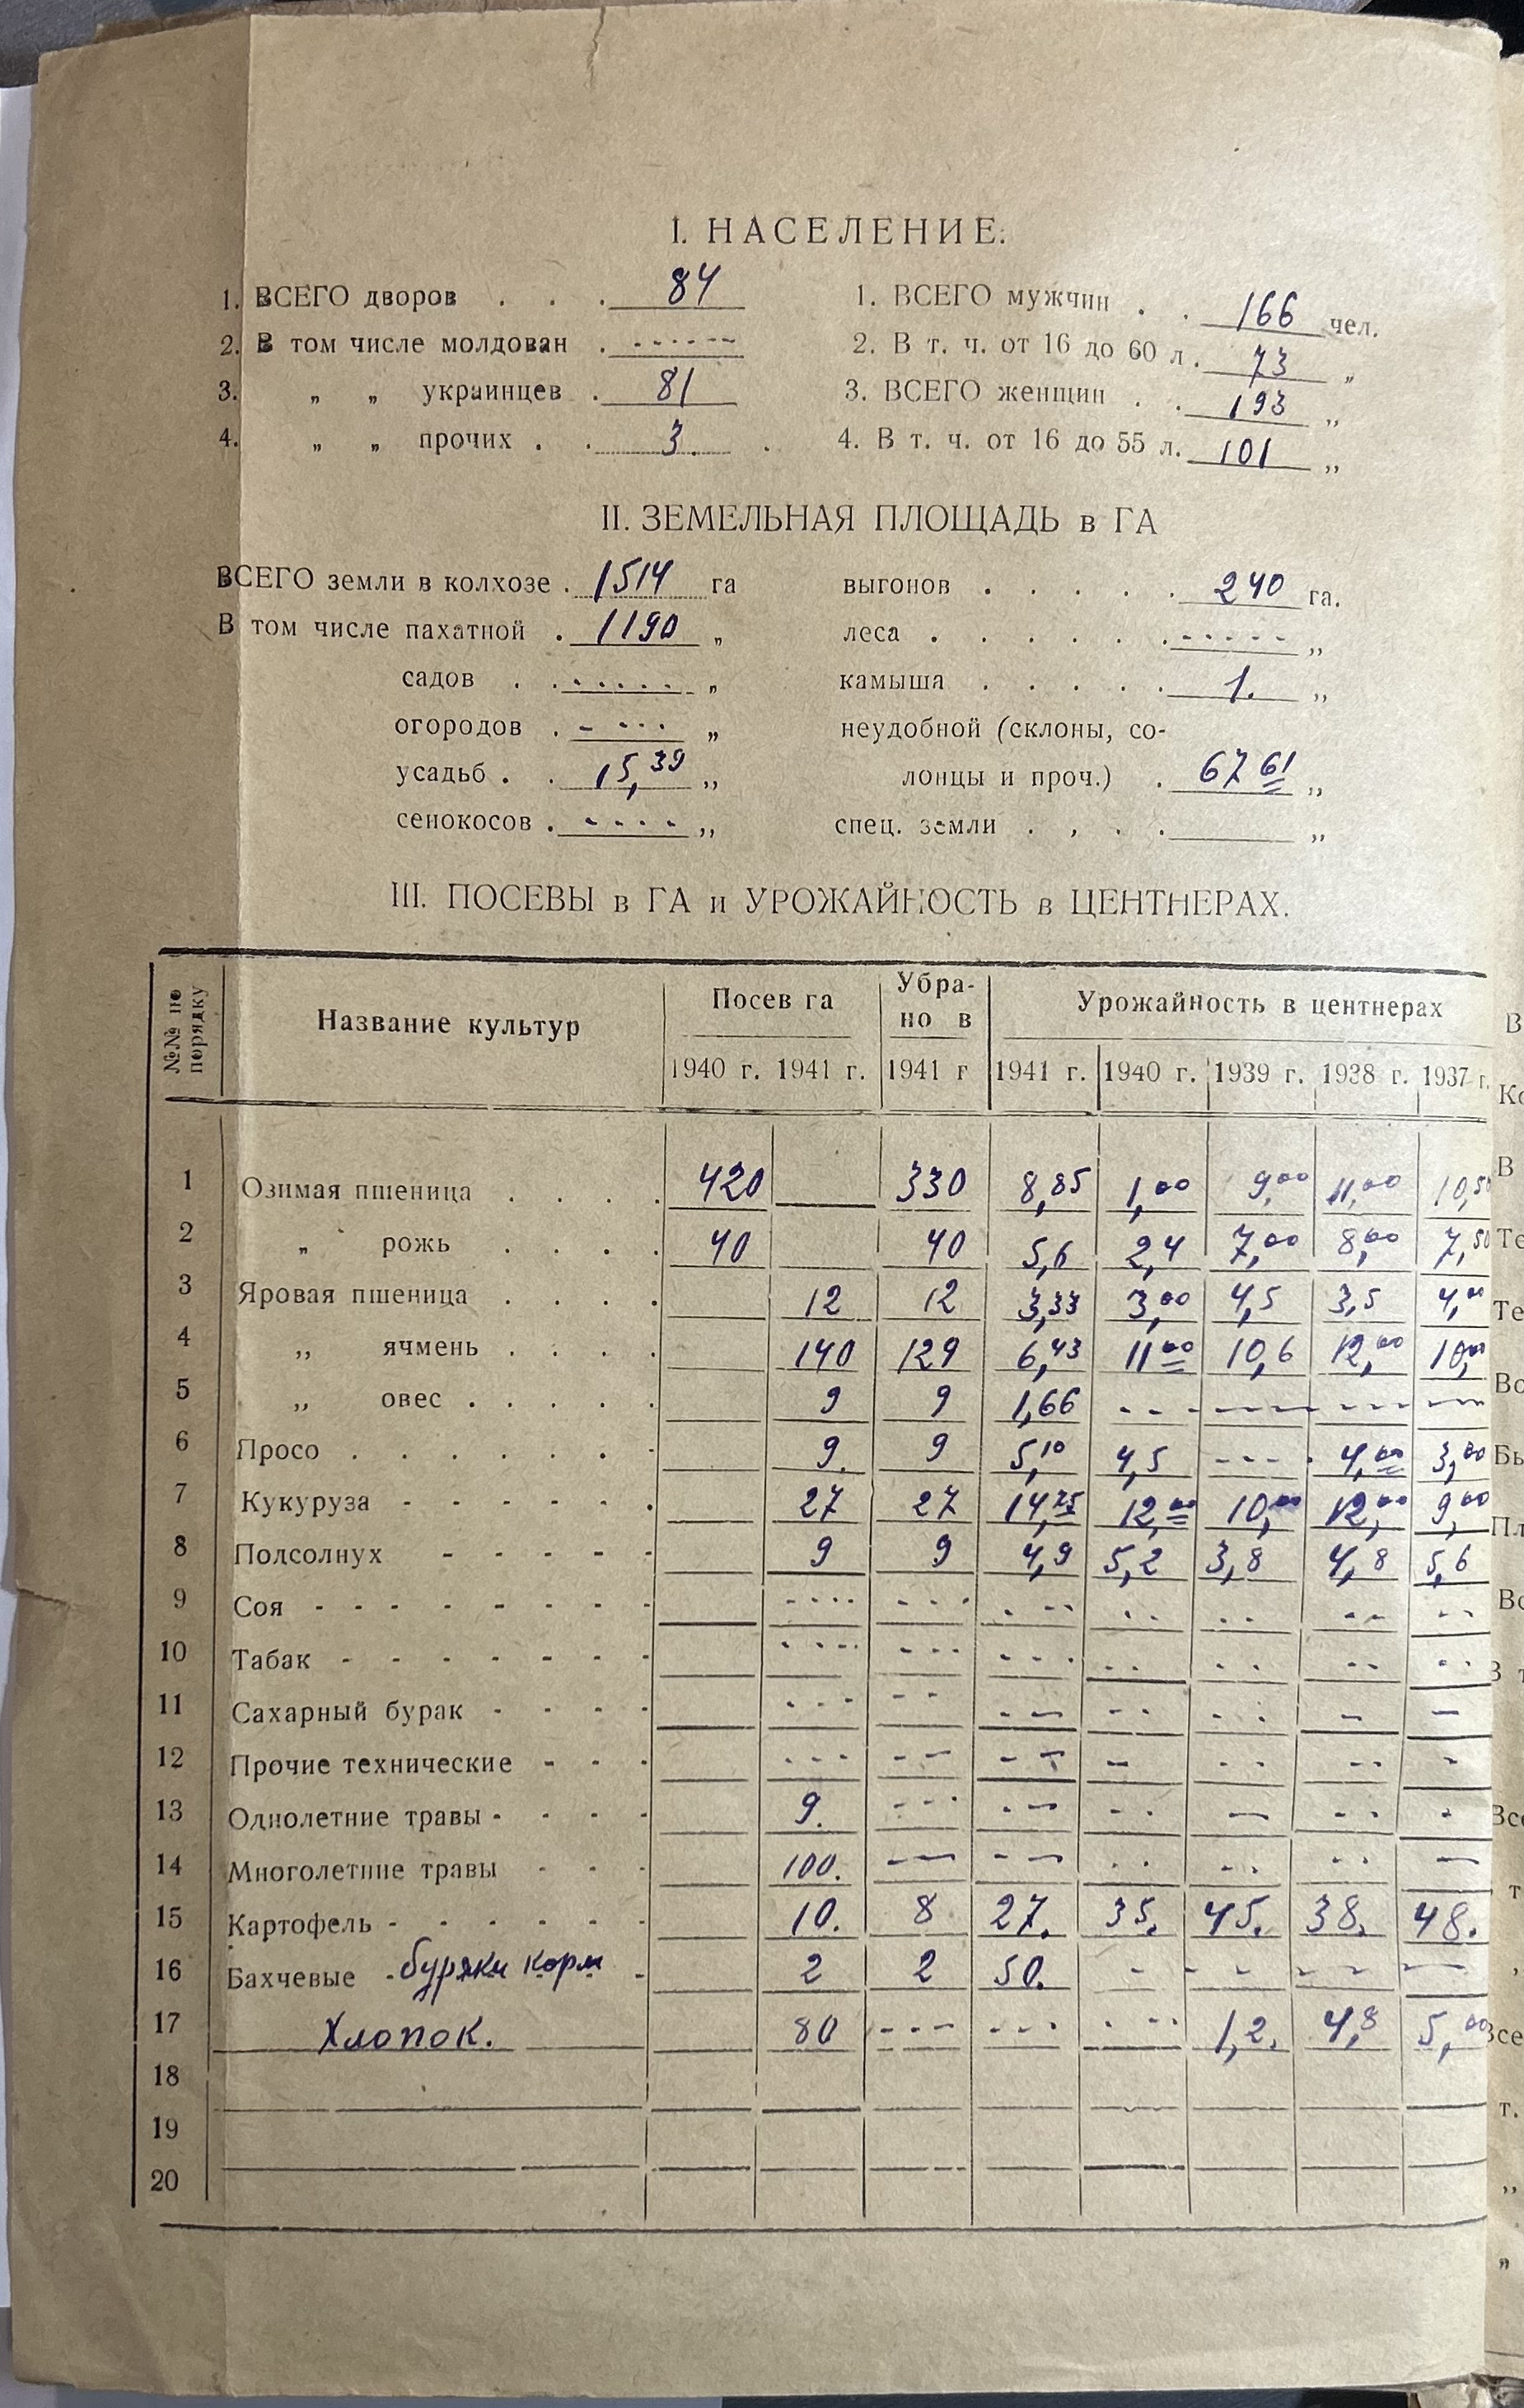 I. НАСЕЛЕНИЕ:
1. ВСЕГО дворов . . . 84
2. В том числе молдован . - - - - - -
3. „ „ украинцев . 81
4. „ „ прочих . . 3.
1. ВСЕГО мужчин . . 166 чел.
2. В т. ч. от 16 до 60 л. 73 „
3. ВСЕГО женщин . . 193 „
4. В т. ч. от 16 до 55 л. 101 „
II. ЗЕМЕЛЬНАЯ ПЛОЩАДЬ в ГА
ВСЕГО земли в колхозе . 1514 га
В том числе пахатной . 1190 „
садов . . - - - - - „
огородов . - - - - „
усадьб . . 15,39 „
сенокосов . - - - - „
выгонов . . . . . 240 га.
леса . . . . . . - - - - - „
камыша . . . . . 1. „
неудобной (склоны, со-
лонцы и проч.) . 67 61 „
спец. земли . , . . „
III. ПОСЕВЫ в ГА и УРОЖАЙНОСТЬ в ЦЕНТНЕРАХ.
№№ по порядку Название культур Посев га Убра- но в Урожайность в центнерах
1940 г. 1941 г. 1941 г 1941 г. 1940 г. 1939 г. 1938 г. 1937 г.
1 Озимая пшеница . . . . 420 330 8,85 1,00 9,00 11,00 10,50
2 „ рожь . . . . 40 40 5,6 2,4 7,00 8,00 7,50
3 Яровая пшеница . . . . 12 12 3,33 3,00 4,5 3,5 4,00
4 „ ячмень . . . . 140 129 6,43 11 00 10,6 12,00 10,00
5 „ овес . . . . . 9 9 1,66 - - - - - - - - - - - -
6 Просо . . . . . . . 9. 9 5,10 4,5 - - - 4,00 3,00
7 Кукуруза - - - - - . 27 27 14,75 12,00 10,00 12,00 9,00
8 Подсолнух - - - - - 9 9 4,9 5,2 3,8 4,8 5,6
9 Соя - - - - - - - - - - - - - - - - - - - - - - - - - -
10 Табак - - - - - - - - - - - - - - - - - - - - - - - - -
11 Сахарный бурак - - - - - - - - - - - - - - - - -
12 Прочие технические - - - - - - - - - - - - - - - - -
13 Однолетние травы - - - - 9. - - - - - - - - - - -
14 Многолетние травы - - - 100. - - - - - - - - - - -
15 Картофель - - - - - - 10. 8 27. 35. 45. 38. 48.
16 Бахчевые - буряки корм - 2 2 50. - - - - - - -
17 Хлопок. 80 - - - - - - - - - 1,2. 4,8 5,00
18
19
20